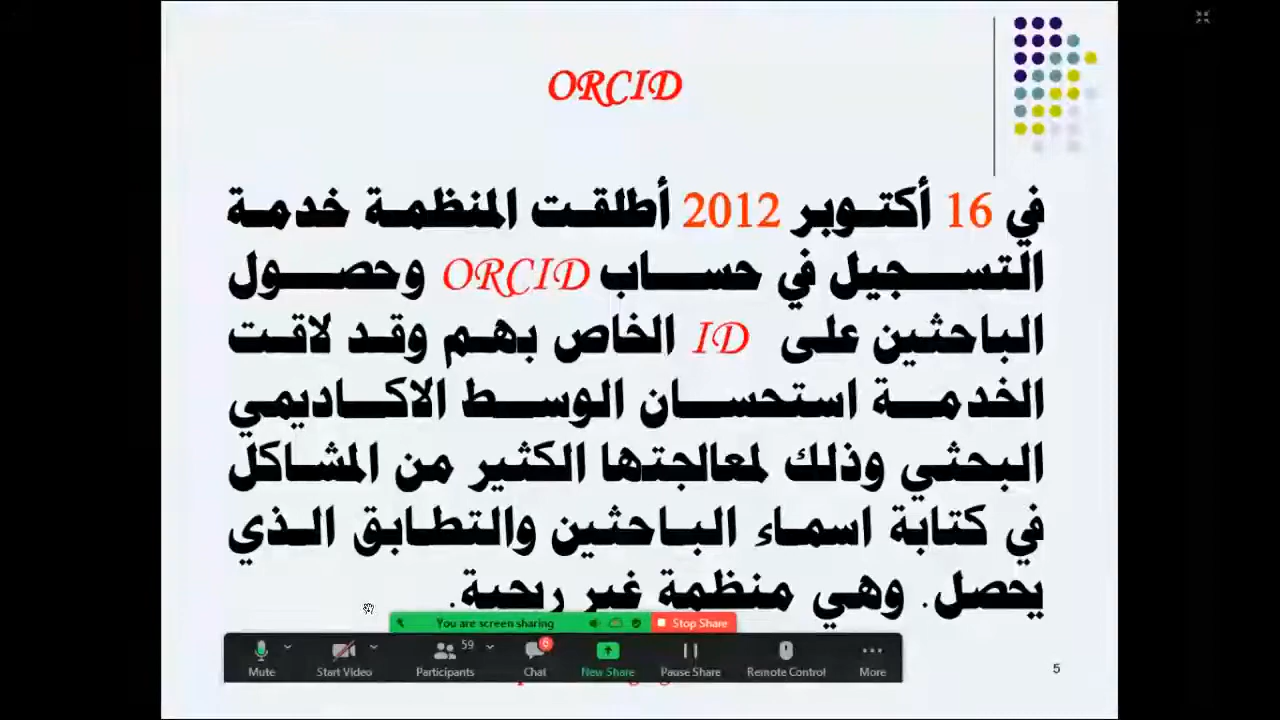 ORCID
في 16 أكتوبر 2012 أطلقت المنظمة خدمة
التسجيل في حساب ORCID وحصول
الباحثين على ID الخاص بهم وقد لاقت
الخدمة استحسان الوسط الاكاديمي
البحثي وذلك لمعالجتها الكثير من المشاكل
في كتابة اسماء الباحثين والتطابق الذي
يحصل. وهي منظمة غير ربحية.
You are screen sharing Stop Share
59 6
Mute Start Video Participants Chat New Share Pause Share Remote Control More
5